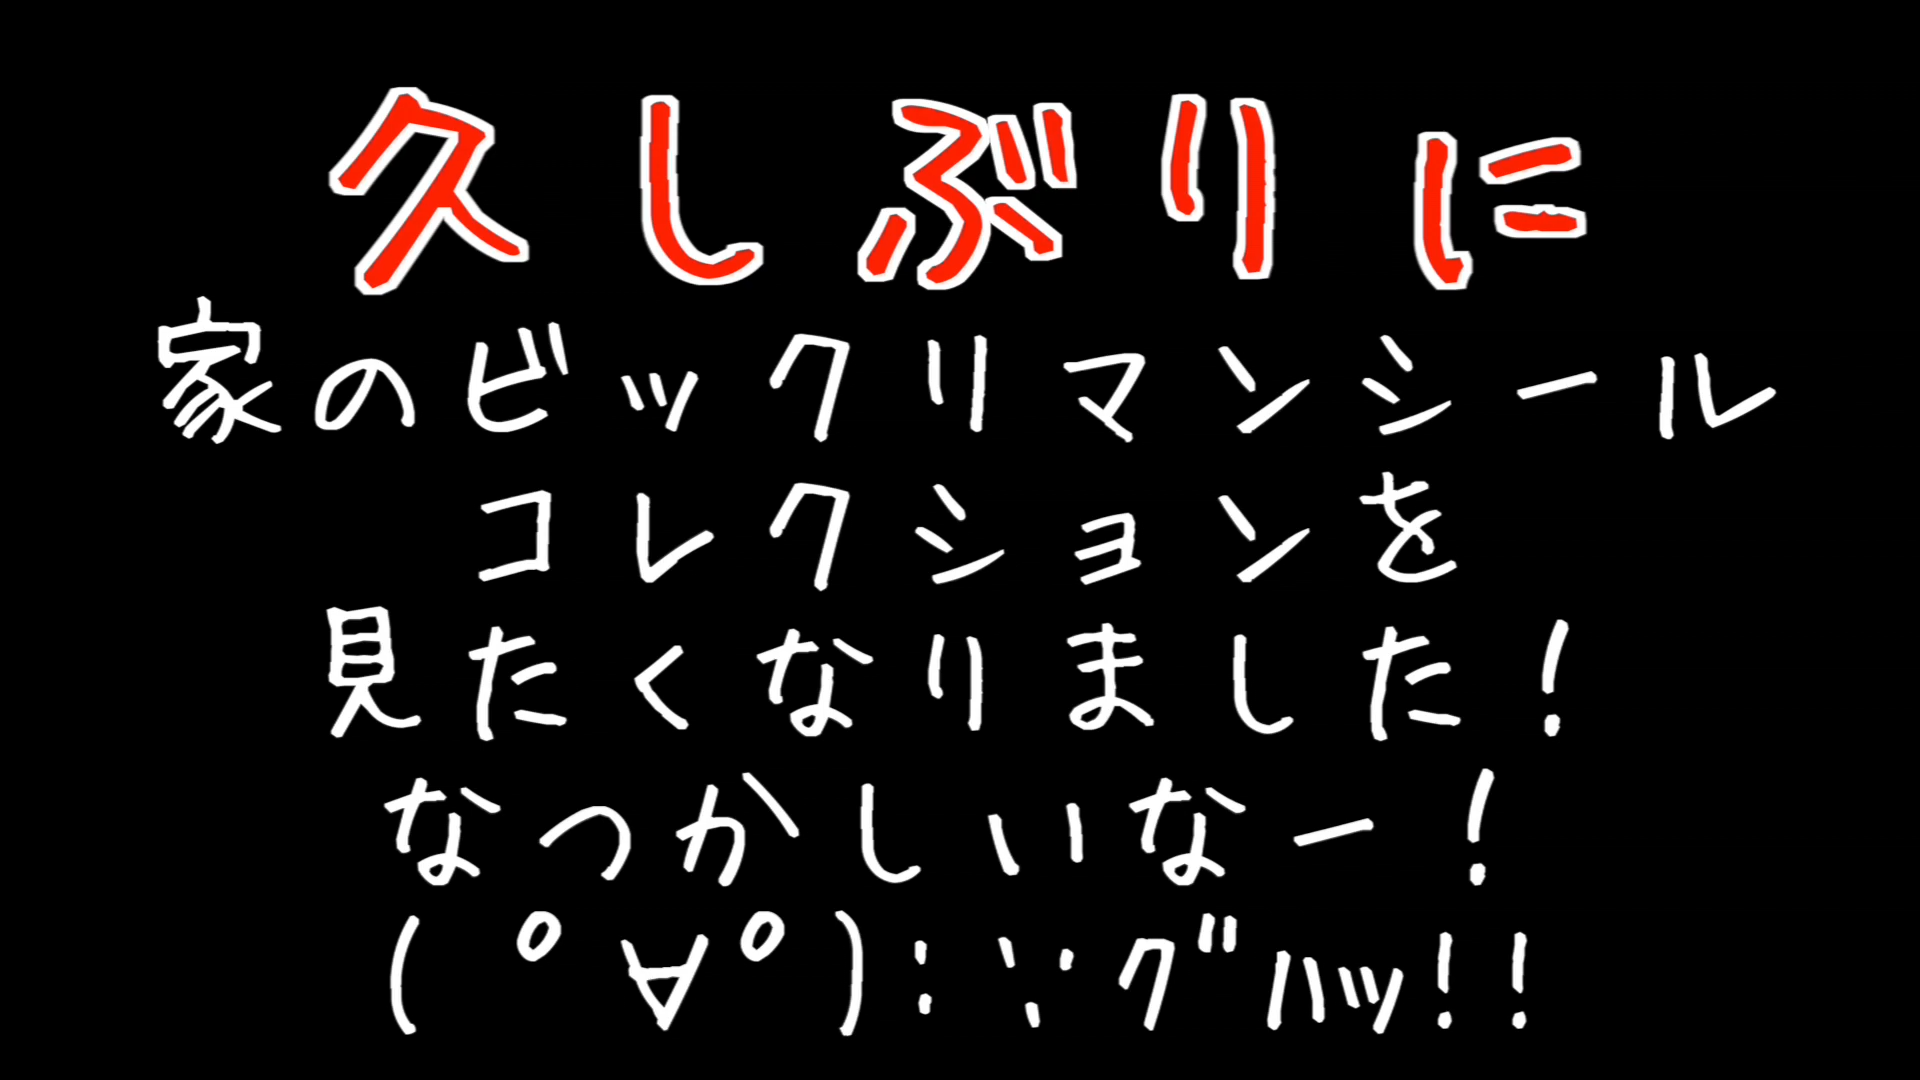 久しぶりに
家のビックリマンシール
コレクションを
見たくなりました！
なつかしいなー！
(ﾟ∀ﾟ):∵ｸﾞﾊｯ!!